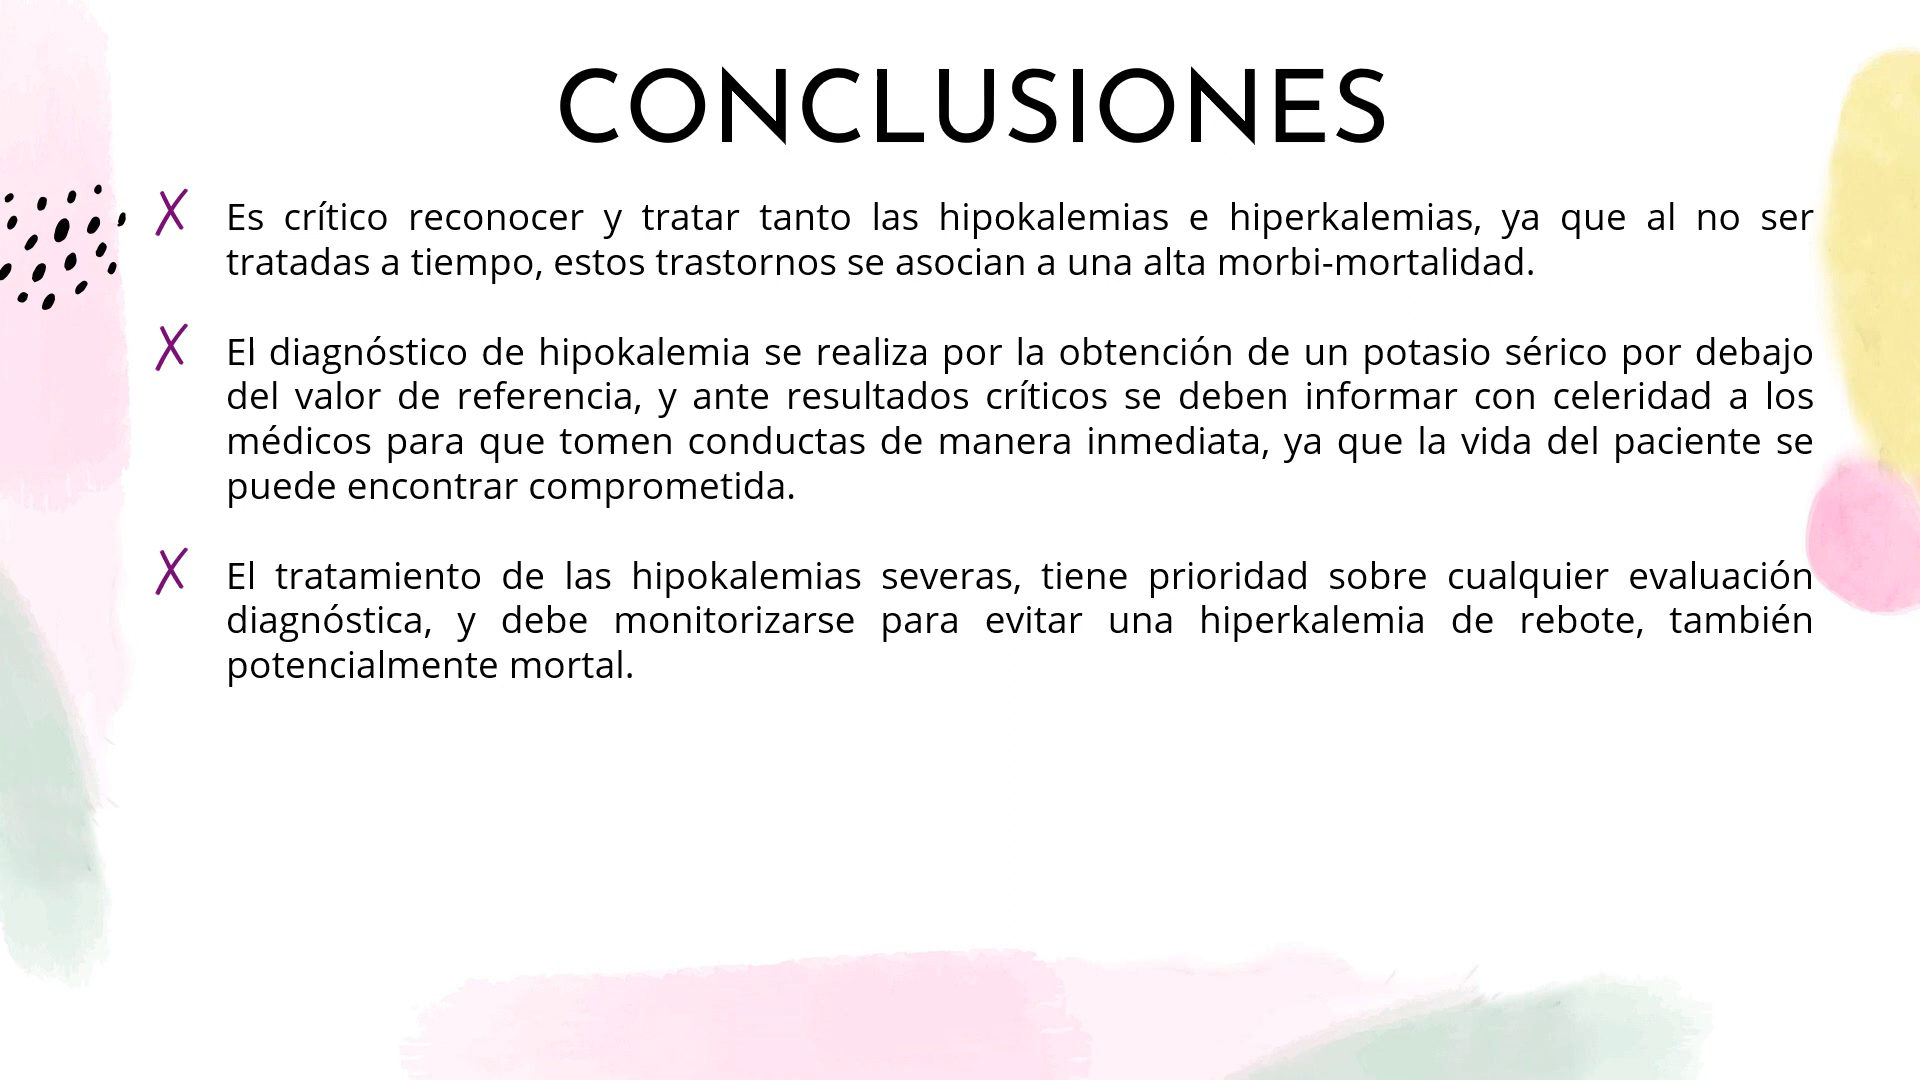 CONCLUSIONES
Es crítico reconocer y tratar tanto las hipokalemias e hiperkalemias, ya que al no ser
tratadas a tiempo, estos trastornos se asocian a una alta morbi-mortalidad.
El diagnóstico de hipokalemia se realiza por la obtención de un potasio sérico por debajo
del valor de referencia, y ante resultados críticos se deben informar con celeridad a los
médicos para que tomen conductas de manera inmediata, ya que la vida del paciente se
puede encontrar comprometida.
El tratamiento de las hipokalemias severas, tiene prioridad sobre cualquier evaluación
diagnóstica, y debe monitorizarse para evitar una hiperkalemia de rebote, también
potencialmente mortal.